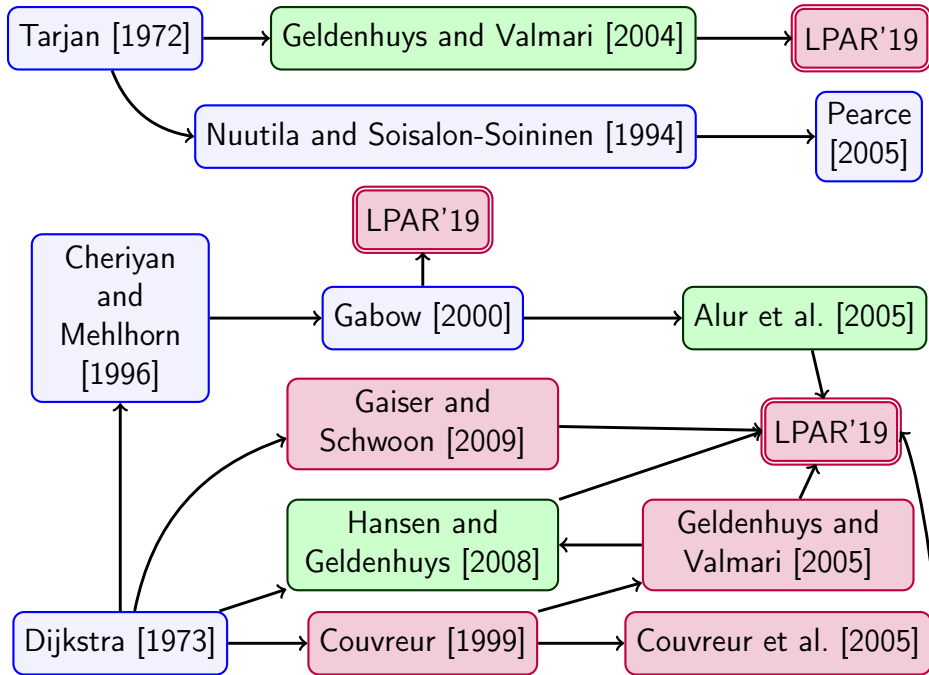 Tarjan [1972]
Geldenhuys and Valmari [2004]
LPAR'19
Nuutila and Soisalon-Soininen [1994]
Pearce
[2005]
LPAR'19
Cheriyan
and
Mehlhorn
[1996]
Gabow [2000]
Alur et al. [2005]
Gaiser and
Schwoon [2009]
LPAR'19
Hansen and
Geldenhuys [2008]
Geldenhuys and
Valmari [2005]
Dijkstra [1973]
Couvreur [1999]
Couvreur et al. [2005]